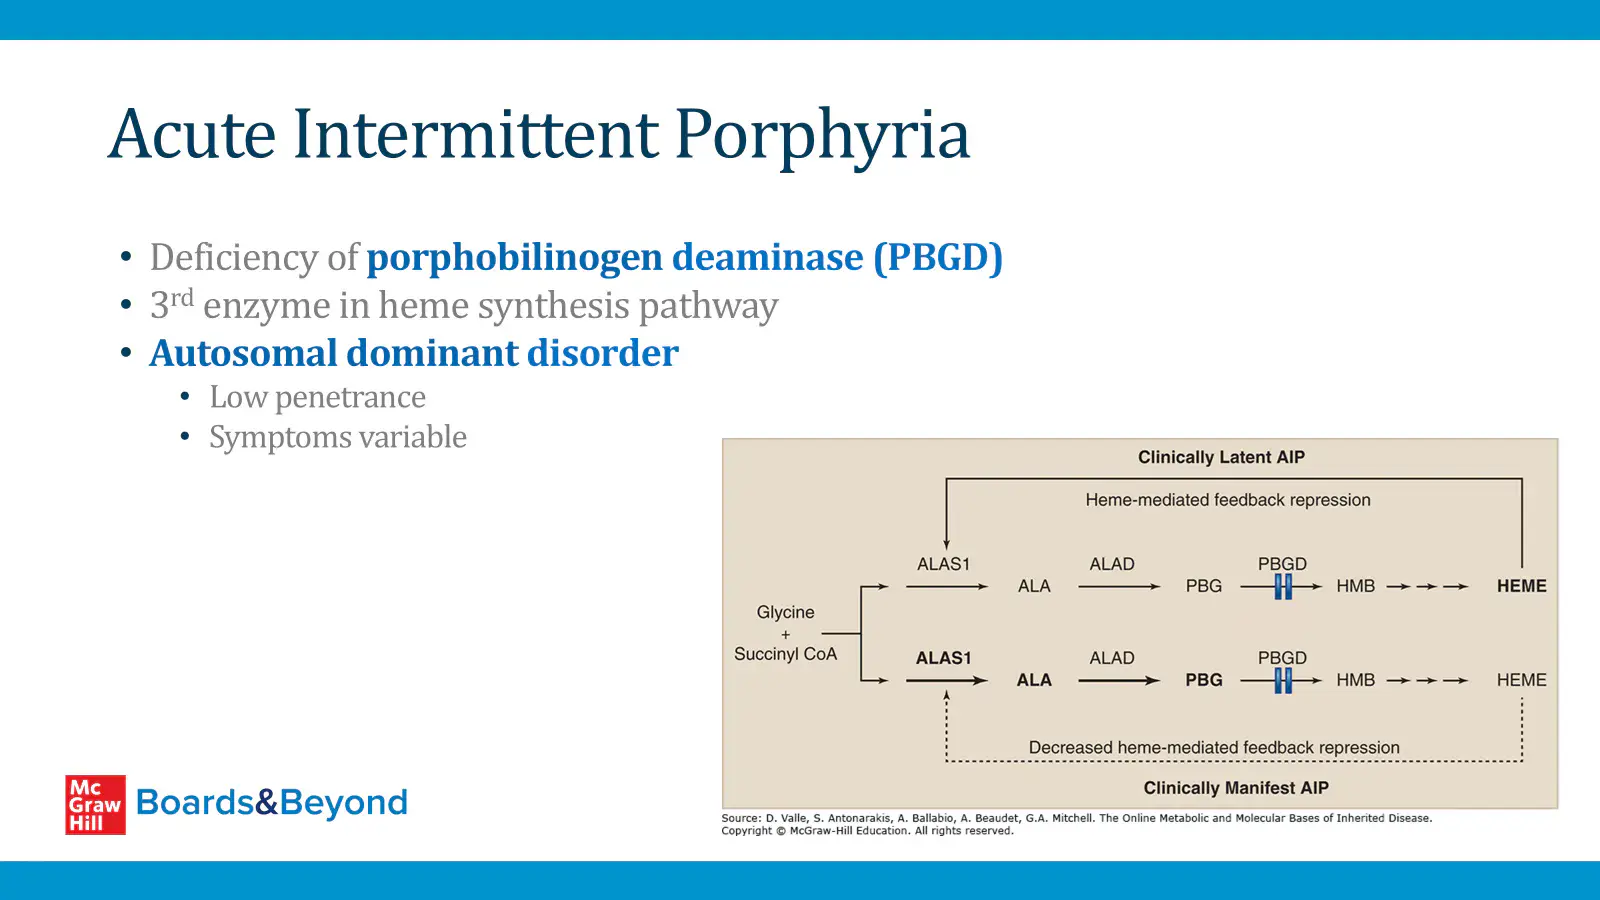 Acute Intermittent Porphyria
• Deficiency of porphobilinogen deaminase (PBGD)
• 3rd enzyme in heme synthesis pathway
• Autosomal dominant disorder
• Low penetrance
• Symptoms variable
Clinically Latent AIP
Heme-mediated feedback repression
ALAS1 ALAD PBGD
ALA PBG HMB HEME
Glycine
+
Succinyl CoA
ALAS1 ALAD PBGD
ALA PBG HMB HEME
Decreased heme-mediated feedback repression
Clinically Manifest AIP
Source: D. Valle, S. Antonarakis, A. Ballabio, A. Beaudet, G.A. Mitchell. The Online Metabolic and Molecular Bases of Inherited Disease.
Copyright © McGraw-Hill Education. All rights reserved.
Mc
Graw
Hill
Boards&Beyond